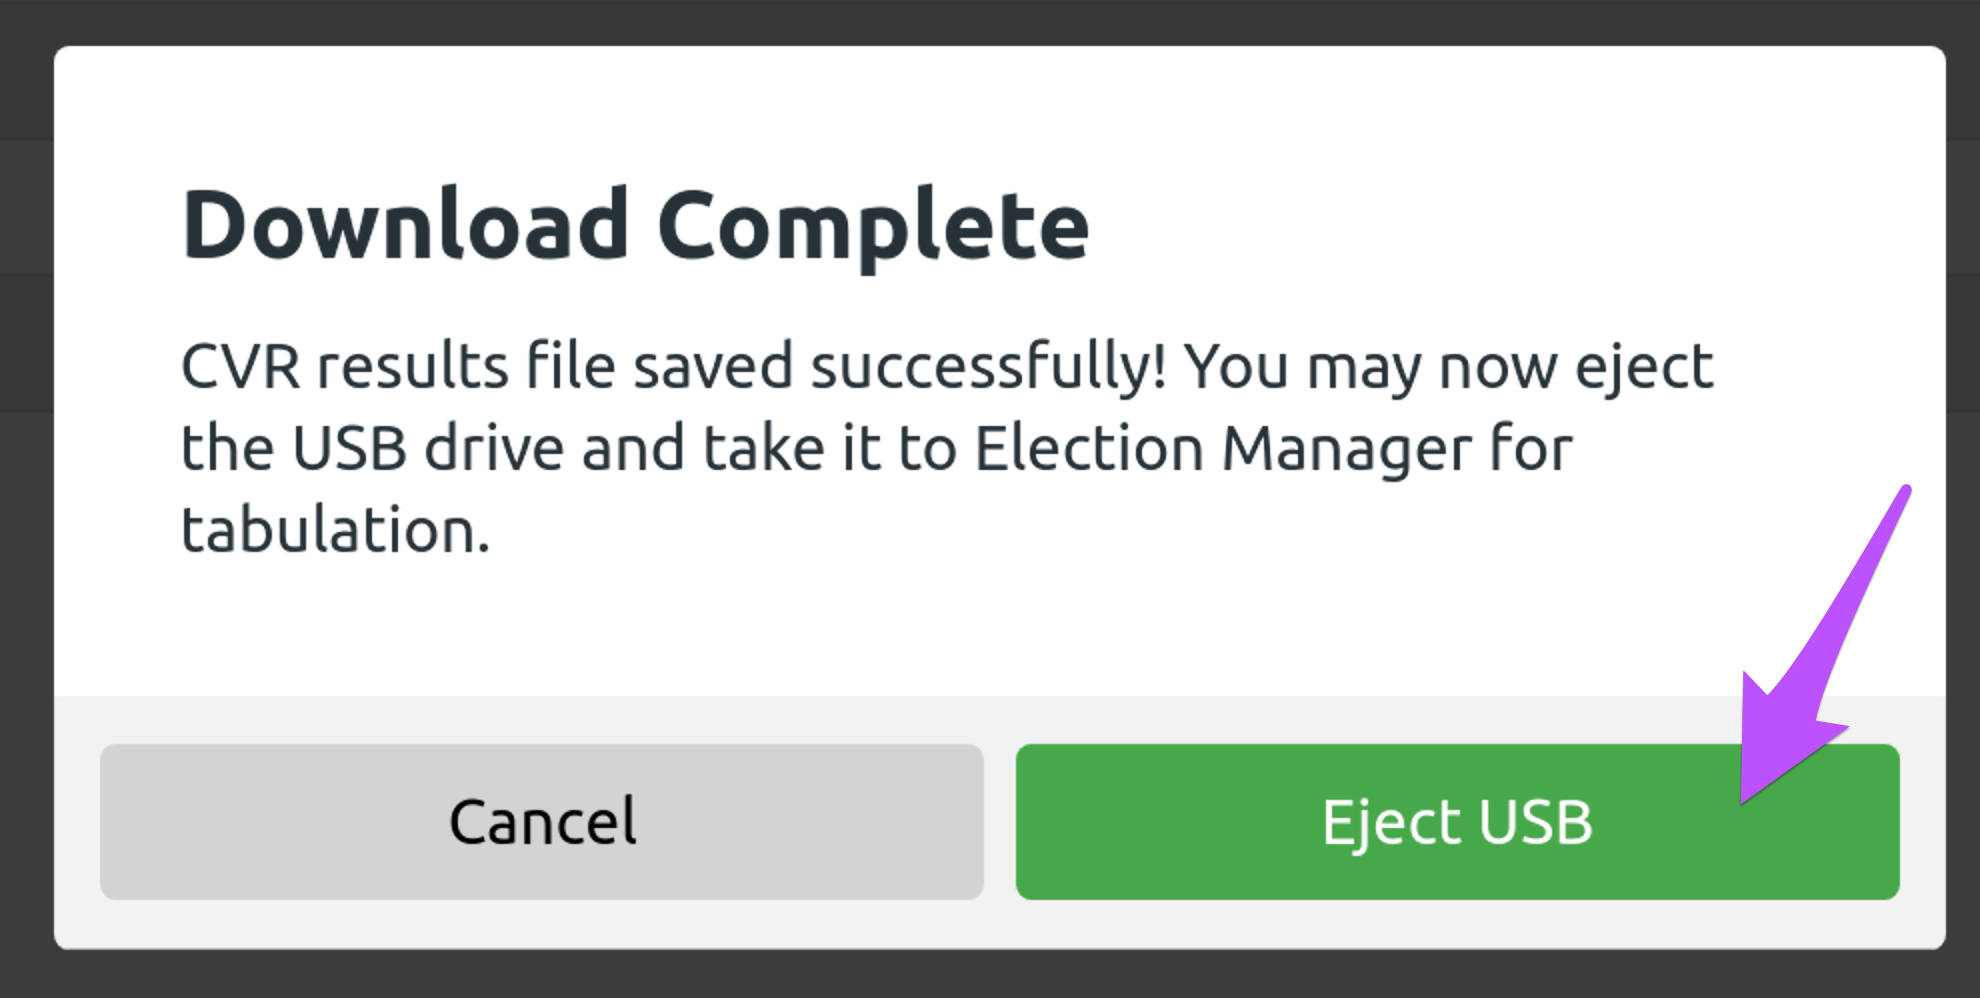 Download Complete
CVR results file saved successfully! You may now eject
the USB drive and take it to Election Manager for
tabulation.
Cancel
Eject USB